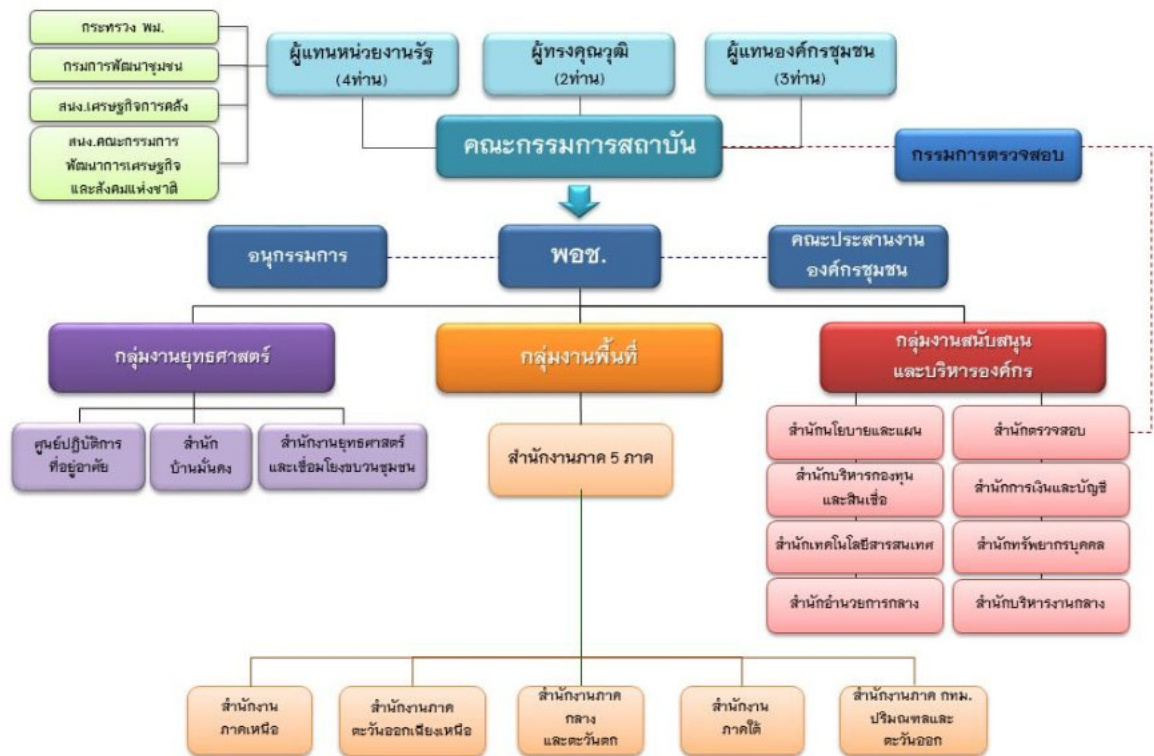 กระทรวง พม.
กรมการพัฒนาชุมชน
สนง.เศรษฐกิจการคลัง
สนง.คณะกรรมการ
พัฒนาการเศรษฐกิจ
และสังคมแห่งชาติ
ผู้แทนหน่วยงานรัฐ
(4ท่าน)
ผู้ทรงคุณวุฒิ
(2ท่าน)
ผู้แทนองค์กรชุมชน
(3ท่าน)
คณะกรรมการสถาบัน
กรรมการตรวจสอบ
อนุกรรมการ
พอช.
คณะประสานงาน
องค์กรชุมชน
กลุ่มงานยุทธศาสตร์
กลุ่มงานพื้นที่
กลุ่มงานสนับสนุน
และบริหารองค์กร
ศูนย์ปฏิบัติการ
ที่อยู่อาศัย
สำนัก
บ้านมั่นคง
สำนักงานยุทธศาสตร์
และเชื่อมโยงขบวนชุมชน
สำนักงานภาค 5 ภาค
สำนักนโยบายและแผน
สำนักตรวจสอบ
สำนักบริหารกองทุน
และสินเชื่อ
สำนักการเงินและบัญชี
สำนักเทคโนโลยีสารสนเทศ
สำนักทรัพยากรบุคคล
สำนักอำนวยการกลาง
สำนักบริหารงานกลาง
สำนักงาน
ภาคเหนือ
สำนักงานภาค
ตะวันออกเฉียงเหนือ
สำนักงานภาค
กลาง
และตะวันตก
สำนักงาน
ภาคใต้
สำนักงานภาค กทม.
ปริมณฑลและ
ตะวันออก